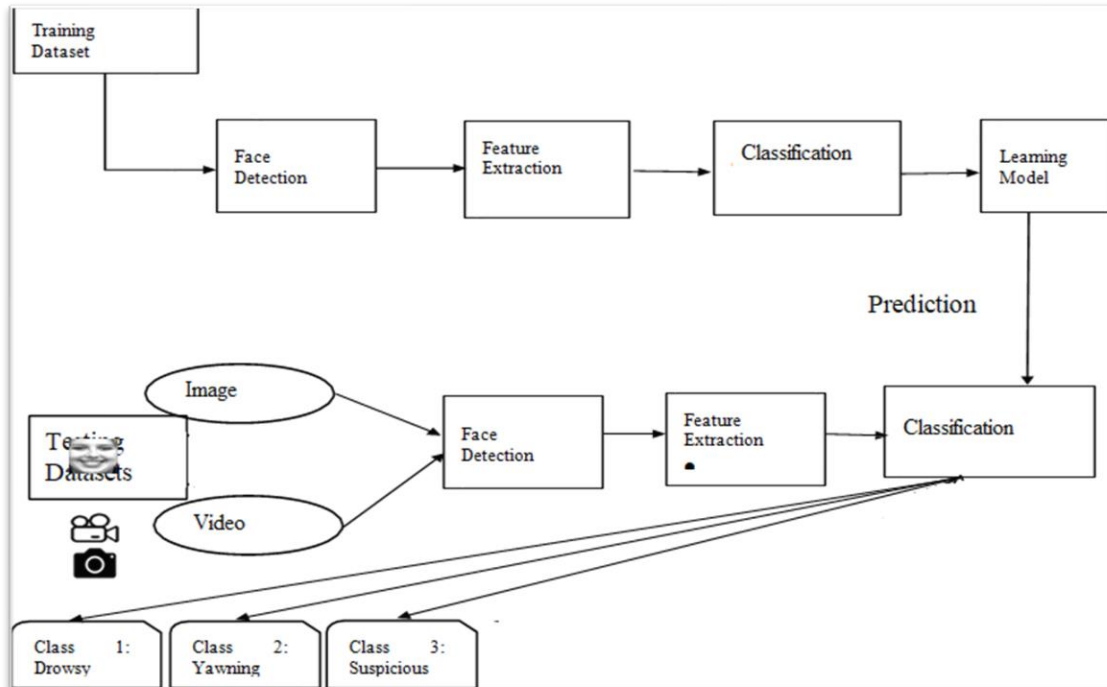 Training
Dataset
Face
Detection
Feature
Extraction
Classification
Learning
Model
Prediction
Image
Testing
Datasets
Video
Face
Detection
Feature
Extraction
Classification
Class 1:
Drowsy
Class 2:
Yawning
Class 3:
Suspicious